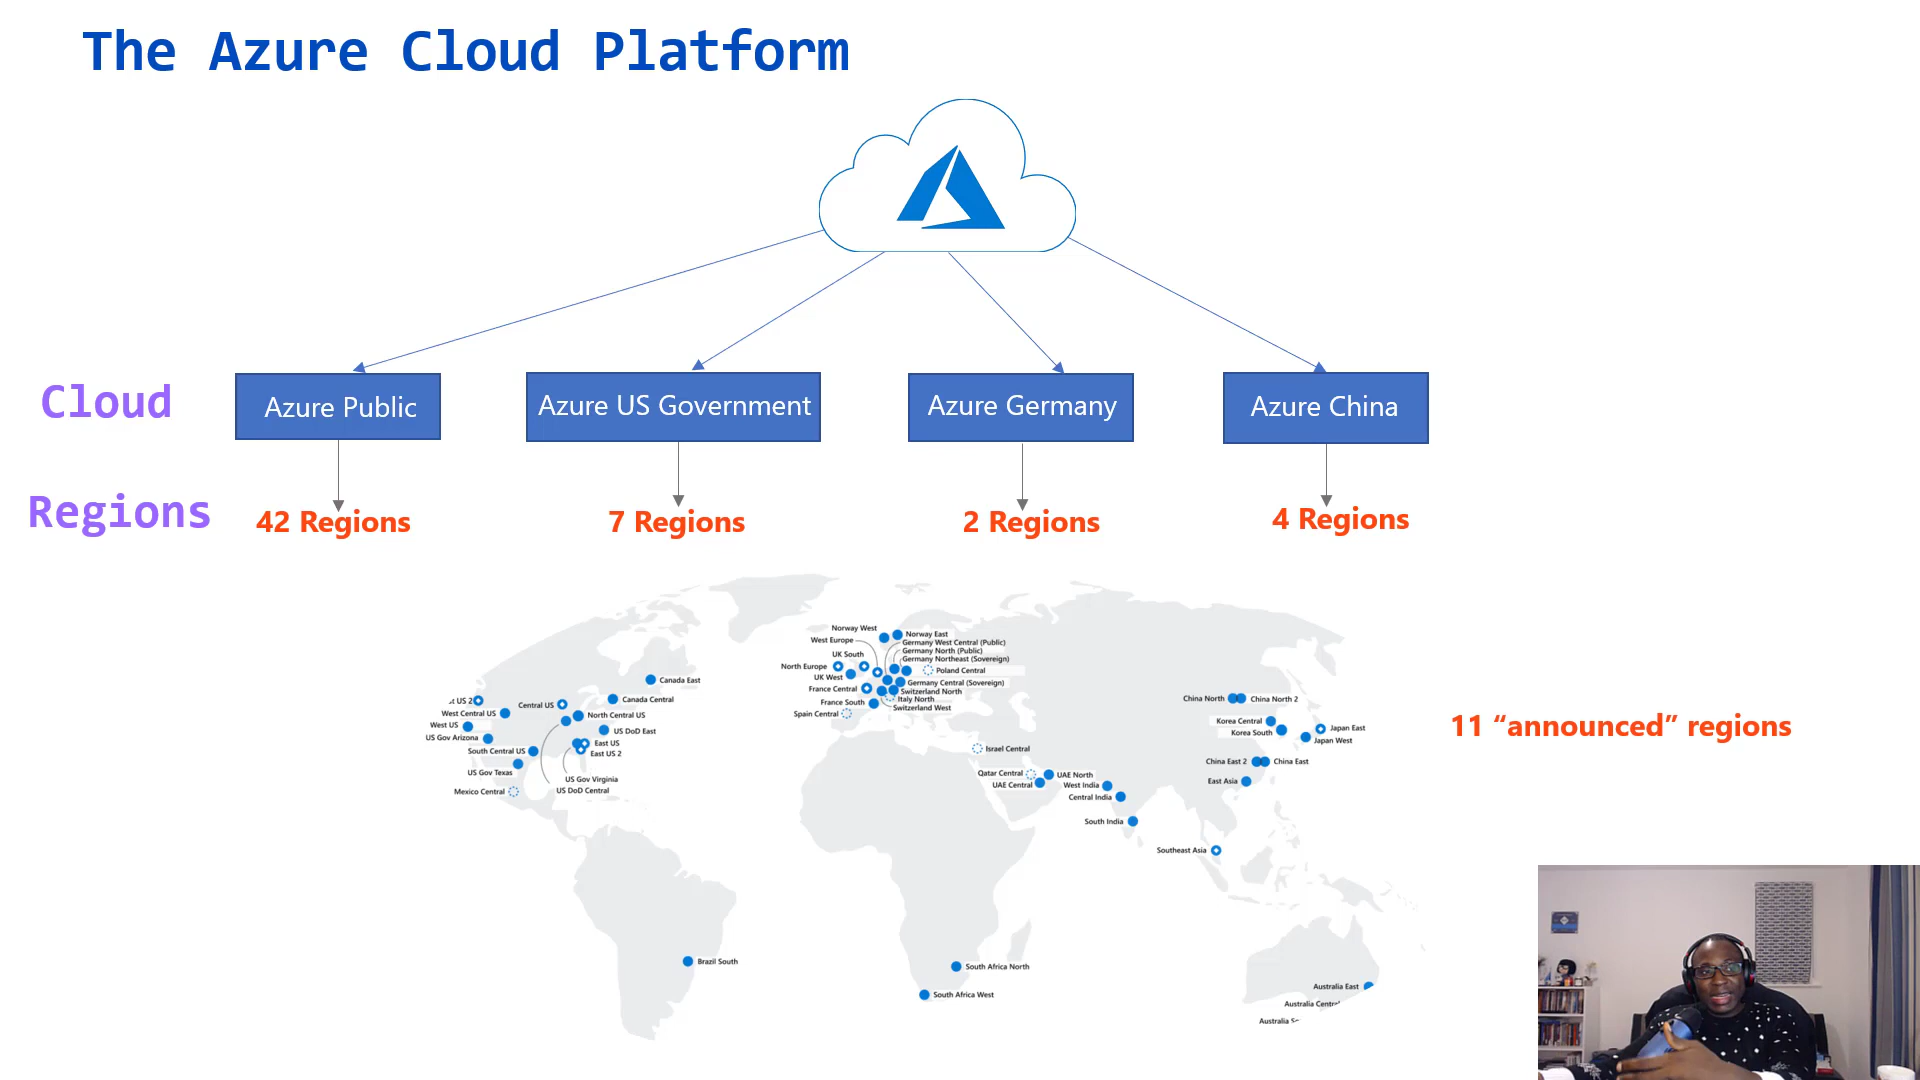 The Azure Cloud Platform
Cloud
Azure Public
Azure US Government
Azure Germany
Azure China
Regions
42 Regions
7 Regions
2 Regions
4 Regions
11 “announced” regions
Norway West
Norway East
West Europe
Germany West Central (Public)
Germany North (Public)
UK South
Germany Northeast (Sovereign)
North Europe
Poland Central
UK West
Germany Central (Sovereign)
France Central
Switzerland North
Italy North
France South
Switzerland West
Spain Central
Canada East
Canada Central
US 2
Central US
West Central US
North Central US
West US
US DoD East
US Gov Arizona
East US
South Central US
East US 2
US Gov Texas
US Gov Virginia
Mexico Central
US DoD Central
Israel Central
Qatar Central
UAE North
UAE Central
West India
Central India
South India
China North
China North 2
Korea Central
Japan East
Korea South
Japan West
China East 2
China East
East Asia
Southeast Asia
Brazil South
South Africa North
South Africa West
Australia East
Australia Central
Australia